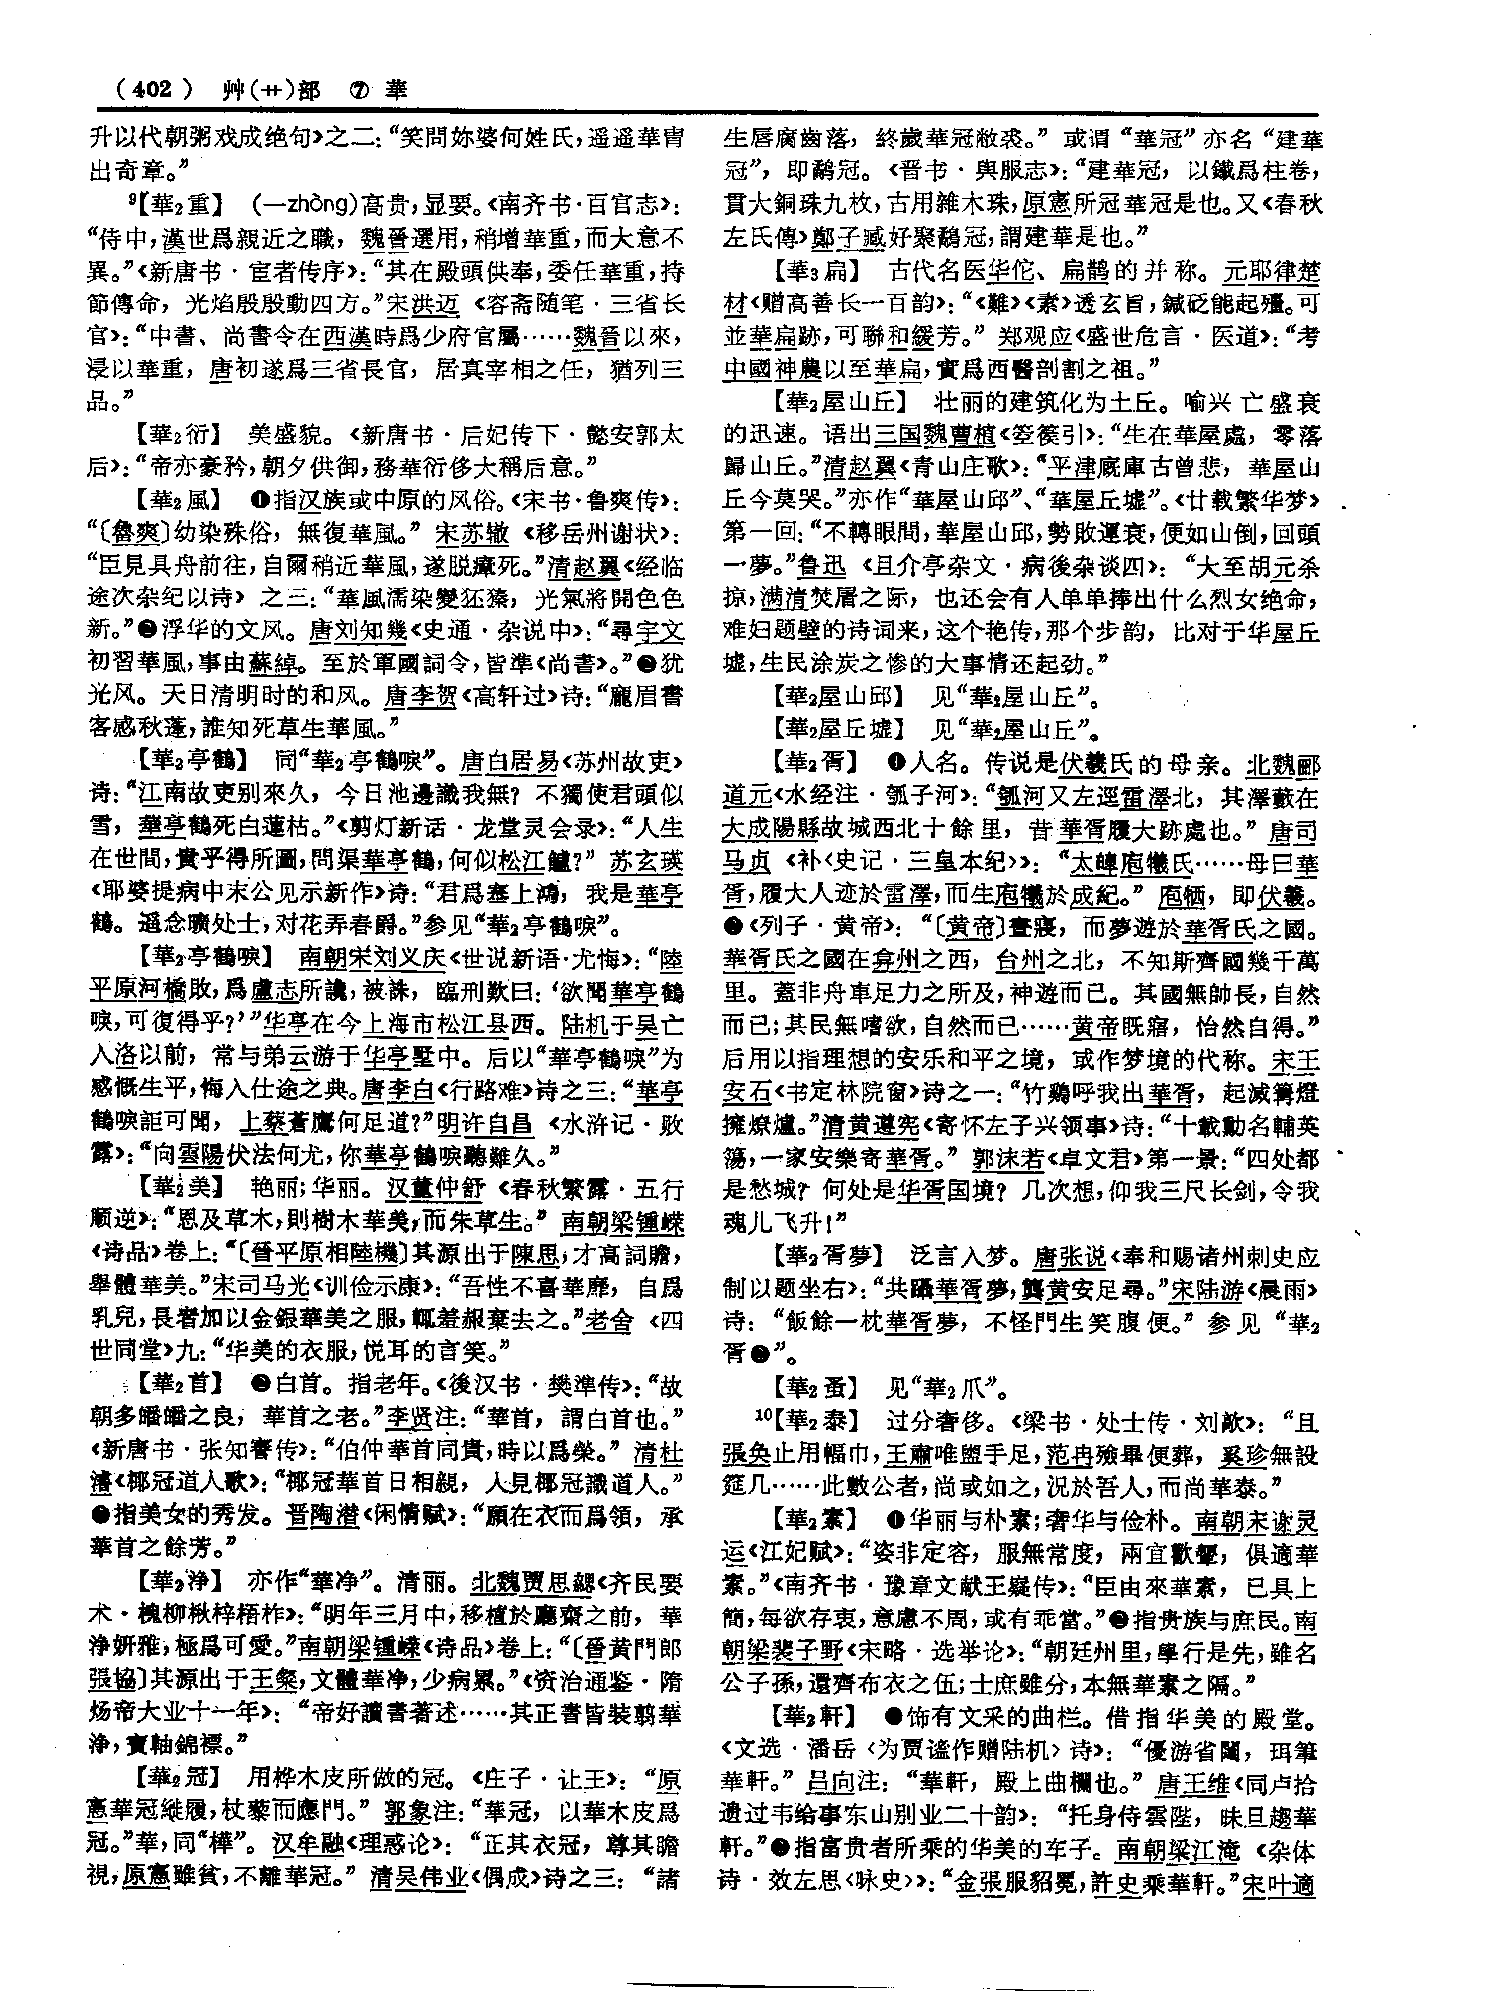 (402) 艸(艹)部 ⑦ 華
升以代朝粥戏成绝句》之二：“笑問妳婆何姓氏，遥遥華冑
出奇章。”
⁹【華₂重】 (—zhòng)高贵，显要。《南齐书·百官志》：
“侍中，漢世爲親近之職，魏晉選用，稍增華重，而大意不
異。”《新唐书·宦者传序》：“其在殿頭供奉，委任華重，持
節傳命，光焰殷殷動四方。”宋洪迈《容斋随笔·三省长
官》：“中書、尚書令在西漢時爲少府官屬……魏晉以來，
浸以華重，唐初遂爲三省長官，居真宰相之任，猶列三
品。”
【華₂衍】 美盛貌。《新唐书·后妃传下·懿安郭太
后》：“帝亦豪矜，朝夕供御，務華衍侈大稱后意。”
【華₂風】 ❶指汉族或中原的风俗。《宋书·鲁爽传》：
“〔魯爽〕幼染殊俗，無復華風。”宋苏辙《移岳州谢状》：
“臣見具舟前往，自爾稍近華風，遂脱瘴死。”清赵翼《经临
途次杂纪以诗》之三：“華風濡染變狉獉，光氣將開色色
新。”❷浮华的文风。唐刘知幾《史通·杂说中》：“尋宇文
初習華風，事由蘇綽。至於軍國詞令，皆準《尚書》。”❸犹
光风。天日清明时的和风。唐李贺《高轩过》诗：“龐眉書
客感秋蓬，誰知死草生華風。”
【華₂亭鶴】 同“華₂亭鶴唳”。唐白居易《苏州故吏》
诗：“江南故吏别來久，今日池邊識我無？不獨使君頭似
雪，華亭鶴死白蓮枯。”《剪灯新话·龙堂灵会录》：“人生
在世間，貴乎得所圖，問渠華亭鶴，何似松江鱸？”苏玄瑛
《耶婆提病中末公见示新作》诗：“君爲塞上鴻，我是華亭
鶴。遥念曠处士，对花弄春爵。”参见“華₂亭鶴唳”。
【華₂亭鶴唳】 南朝宋刘义庆《世说新语·尤悔》：“陸
平原河橋敗，爲盧志所讒，被誅，臨刑歎曰：‘欲聞華亭鶴
唳，可復得乎？’”华亭在今上海市松江县西。陆机于吴亡
入洛以前，常与弟云游于华亭墅中。后以“華亭鶴唳”为
感慨生平，悔入仕途之典。唐李白《行路难》诗之三：“華亭
鶴唳詎可聞，上蔡蒼鷹何足道？”明许自昌《水浒记·败
露》：“向雲陽伏法何尤，你華亭鶴唳聽難久。”
【華₂美】 艳丽；华丽。汉董仲舒《春秋繁露·五行
顺逆》：“恩及草木，則樹木華美，而朱草生。”南朝梁锺嵘
《诗品》卷上：“〔晉平原相陸機〕其源出于陳思，才高詞贍，
舉體華美。”宋司马光《训俭示康》：“吾性不喜華靡，自爲
乳兒，長者加以金銀華美之服，輒羞赧棄去之。”老舍《四
世同堂》九：“华美的衣服，悦耳的言笑。”
【華₂首】 ❶白首。指老年。《後汉书·樊準传》：“故
朝多皤皤之良，華首之老。”李贤注：“華首，謂白首也。”
《新唐书·张知謇传》：“伯仲華首同貴，時以爲榮。”清杜
濬《椰冠道人歌》：“椰冠華首日相親，人見椰冠識道人。”
❷指美女的秀发。晋陶潜《闲情赋》：“願在衣而爲領，承
華首之餘芳。”
【華₂净】 亦作“華浄”。清丽。北魏贾思勰《齐民要
术·槐柳楸梓梧柞》：“明年三月中，移植於廳齋之前，華
浄妍雅，極爲可愛。”南朝梁锺嵘《诗品》卷上：“〔晉黄門郎
張協〕其源出于王粲，文體華浄，少病累。”《资治通鉴·隋
炀帝大业十一年》：“帝好讀書著述……其正書皆裝翦華
浄，寶軸錦褾。”
【華₂冠】 用桦木皮所做的冠。《庄子·让王》：“原
憲華冠縰履，杖藜而應門。”郭象注：“華冠，以華木皮爲
冠。”華，同“樺”。汉牟融《理惑论》：“正其衣冠，尊其瞻
視，原憲雖貧，不離華冠。”清吴伟业《偶成》诗之三：“諸
生唇腐齒落，終歲華冠敝裘。”或谓“華冠”亦名“建華
冠”，即鷸冠。《晋书·舆服志》：“建華冠，以鐵爲柱卷，
貫大銅珠九枚，古用雜木珠，原憲所冠華冠是也。又《春秋
左氏傳》鄭子臧好聚鷸冠，謂建華是也。”
【華₃扁】 古代名医华佗、扁鹊的并称。元耶律楚
材《赠高善长一百韵》：“《難》《素》透玄旨，鍼砭能起殭。可
並華扁跡，可聯和緩芳。”郑观应《盛世危言·医道》：“考
中國神農以至華扁，實爲西醫剖割之祖。”
【華₂屋山丘】 壮丽的建筑化为土丘。喻兴亡盛衰
的迅速。语出三国魏曹植《箜篌引》：“生在華屋處，零落
歸山丘。”清赵翼《青山庄歌》：“平津廐庫古曾悲，華屋山
丘今莫哭。”亦作“華屋山邱”、“華屋丘墟”。《廿载繁华梦》
第一回：“不轉眼間，華屋山邱，勢敗運衰，便如山倒，回頭
一夢。”鲁迅《且介亭杂文·病後杂谈四》：“大至胡元杀
掠，满清焚屠之际，也还会有人单单捧出什么烈女绝命，
难妇题壁的诗词来，这个艳传，那个步韵，比对于华屋丘
墟，生民涂炭之惨的大事情还起劲。”
【華₂屋山邱】 见“華₂屋山丘”。
【華₂屋丘墟】 见“華₂屋山丘”。
【華₂胥】 ❶人名。传说是伏羲氏的母亲。北魏郦
道元《水经注·瓠子河》：“瓠河又左逕雷澤北，其澤藪在
大成陽縣故城西北十餘里，昔華胥履大跡處也。”唐司
马贞《补〈史记·三皇本纪〉》：“太皞庖犧氏……母曰華
胥，履大人迹於雷澤，而生庖犧於成紀。”庖牺，即伏羲。
❷《列子·黄帝》：“〔黄帝〕晝寢，而夢遊於華胥氏之國。
華胥氏之國在弇州之西，台州之北，不知斯齊國幾千萬
里。蓋非舟車足力之所及，神遊而已。其國無帥長，自然
而已；其民無嗜欲，自然而已……黄帝既寤，怡然自得。”
后用以指理想的安乐和平之境，或作梦境的代称。宋王
安石《书定林院窗》诗之一：“竹鷄呼我出華胥，起滅篝燈
擁燎爐。”清黄遵宪《寄怀左子兴领事》诗：“十載勳名輔英
簜，一家安樂寄華胥。”郭沫若《卓文君》第一景：“四处都
是愁城？何处是华胥国境？几次想，仰我三尺长剑，令我
魂儿飞升！”
【華₂胥夢】 泛言入梦。唐张说《奉和赐诸州刺史应
制以题坐右》：“共躡華胥夢，龔黄安足尋。”宋陆游《晨雨》
诗：“飯餘一枕華胥夢，不怪門生笑腹便。”参见“華₂
胥❷”。
【華₂蚤】 见“華₂爪”。
¹⁰【華₂泰】 过分奢侈。《梁书·处士传·刘歊》：“且
張奂止用幅巾，王肅唯盥手足，范冉殮畢便葬，奚珍無設
筵几……此數公者，尚或如之，況於吾人，而尚華泰。”
【華₂素】 ❶华丽与朴素；奢华与俭朴。南朝宋谢灵
运《江妃赋》：“姿非定容，服無常度，兩宜歡顰，俱適華
素。”《南齐书·豫章文献王嶷传》：“臣由來華素，已具上
簡，每欲存衷，意慮不周，或有乖當。”❷指贵族与庶民。南
朝梁裴子野《宋略·选举论》：“朝廷州里，學行是先，雖名
公子孫，還齊布衣之伍；士庶雖分，本無華素之隔。”
【華₂軒】 ❶饰有文采的曲栏。借指华美的殿堂。
《文选·潘岳〈为贾谧作赠陆机〉诗》：“優游省闥，珥筆
華軒。”吕向注：“華軒，殿上曲欄也。”唐王维《同卢拾
遗过韦给事东山别业二十韵》：“托身侍雲陛，昧旦趨華
軒。”❷指富贵者所乘的华美的车子。南朝梁江淹《杂体
诗·效左思〈咏史〉》：“金張服貂冕，許史乘華軒。”宋叶適